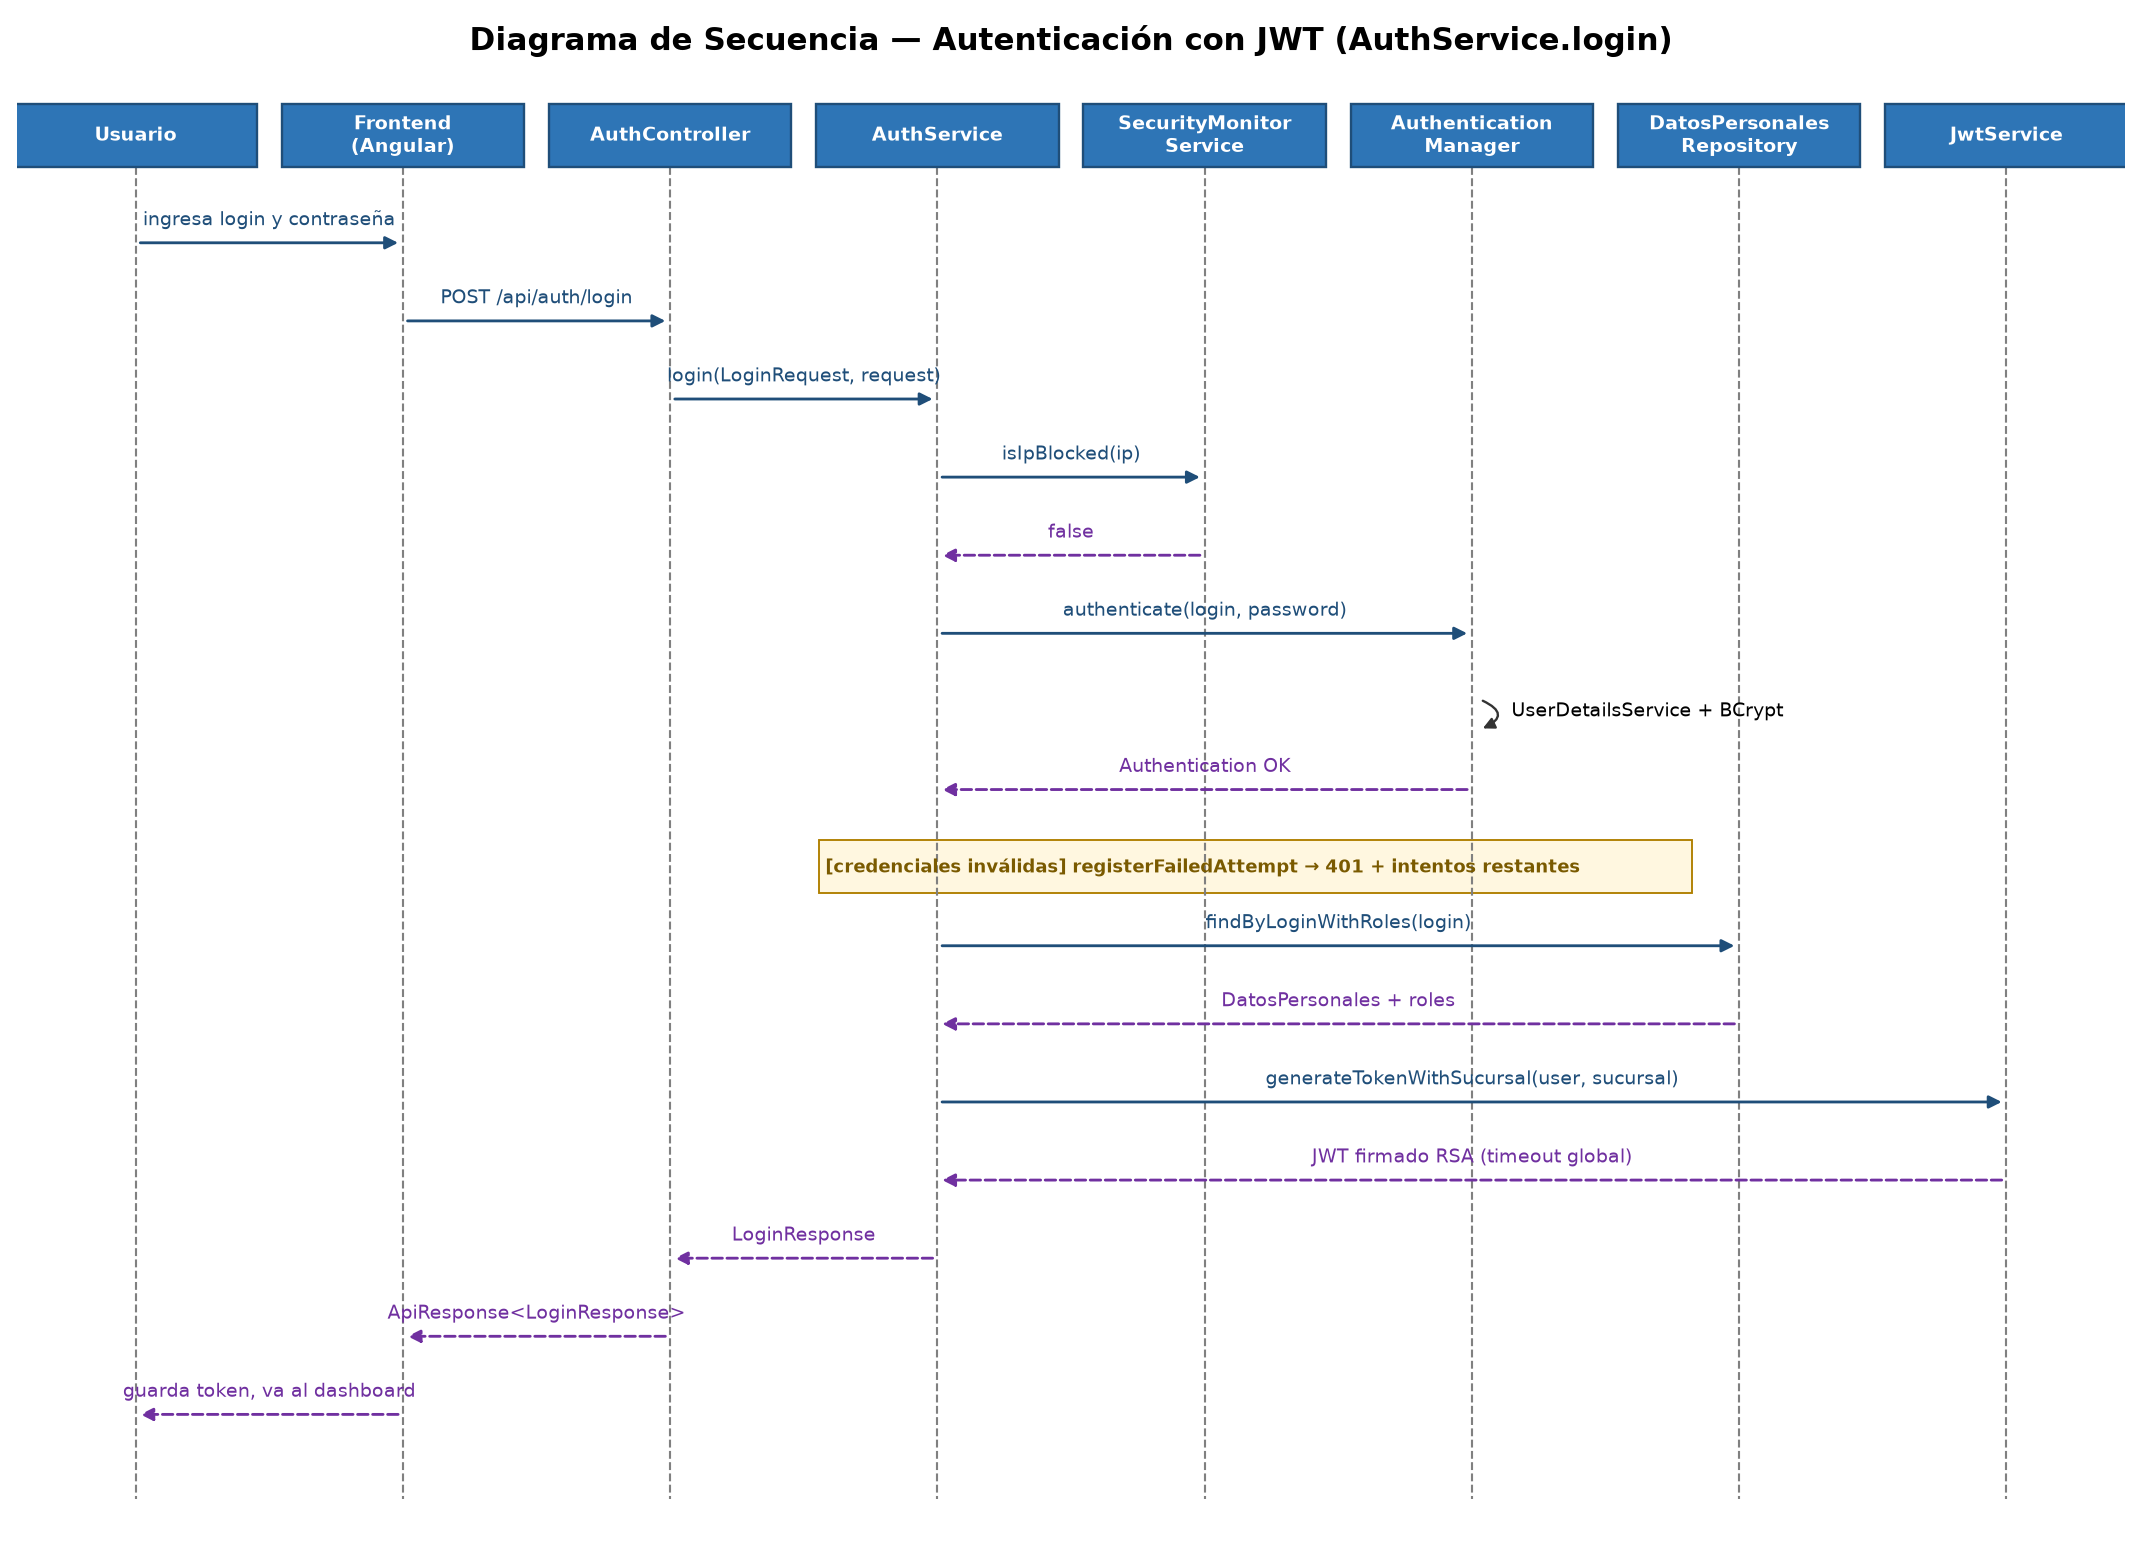 Diagrama de Secuencia — Autenticación con JWT (AuthService.login)
Usuario
Frontend
(Angular)
AuthController
AuthService
SecurityMonitor
Service
Authentication
Manager
DatosPersonales
Repository
JwtService
ingresa login y contraseña
POST /api/auth/login
login(LoginRequest, request)
isIpBlocked(ip)
false
authenticate(login, password)
UserDetailsService + BCrypt
Authentication OK
[credenciales inválidas] registerFailedAttempt → 401 + intentos restantes
findByLoginWithRoles(login)
DatosPersonales + roles
generateTokenWithSucursal(user, sucursal)
JWT firmado RSA (timeout global)
LoginResponse
ApiResponse<LoginResponse>
guarda token, va al dashboard